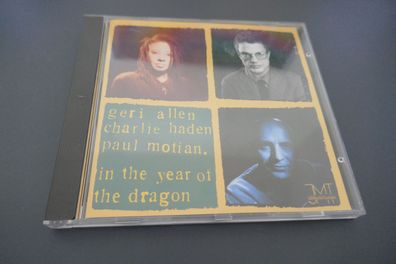 geri allen
charlie haden
paul motian.
in the year of
the dragon
JMT